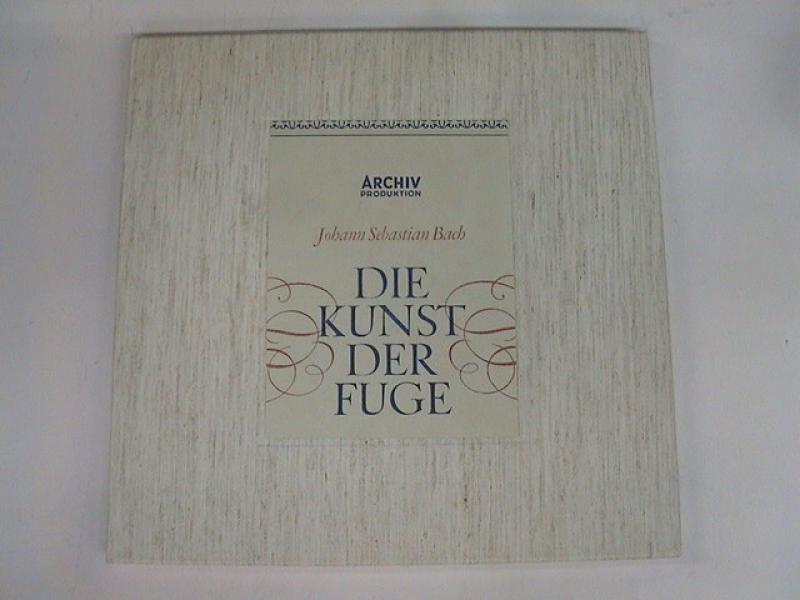 ARCHIV
PRODUKTION
Johann Sebastian Bach
DIE
KUNST
DER
FUGE